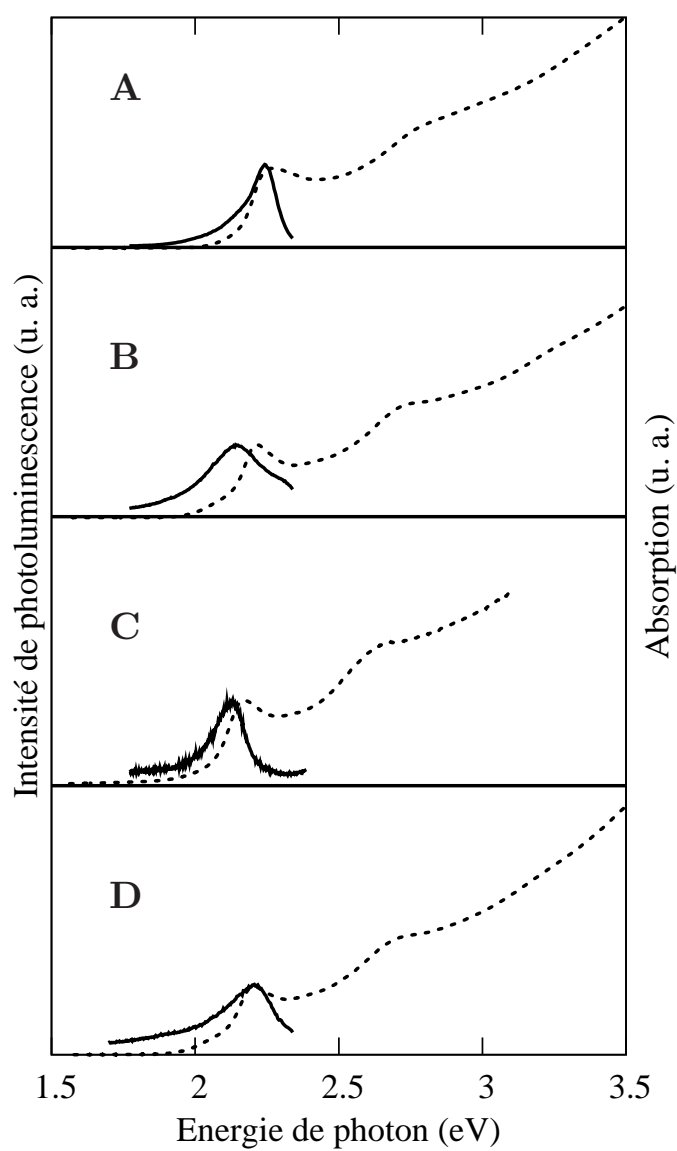 A
B
C
D
Intensité de photoluminescence (u. a.)
Absorption (u. a.)
1.5 2 2.5 3 3.5
Energie de photon (eV)